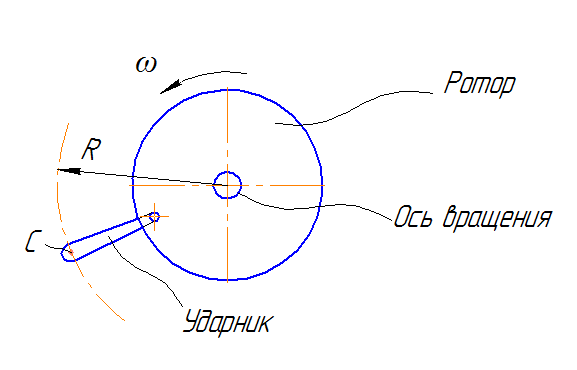 ω
Ротор
R
Ось вращения
С
Ударник